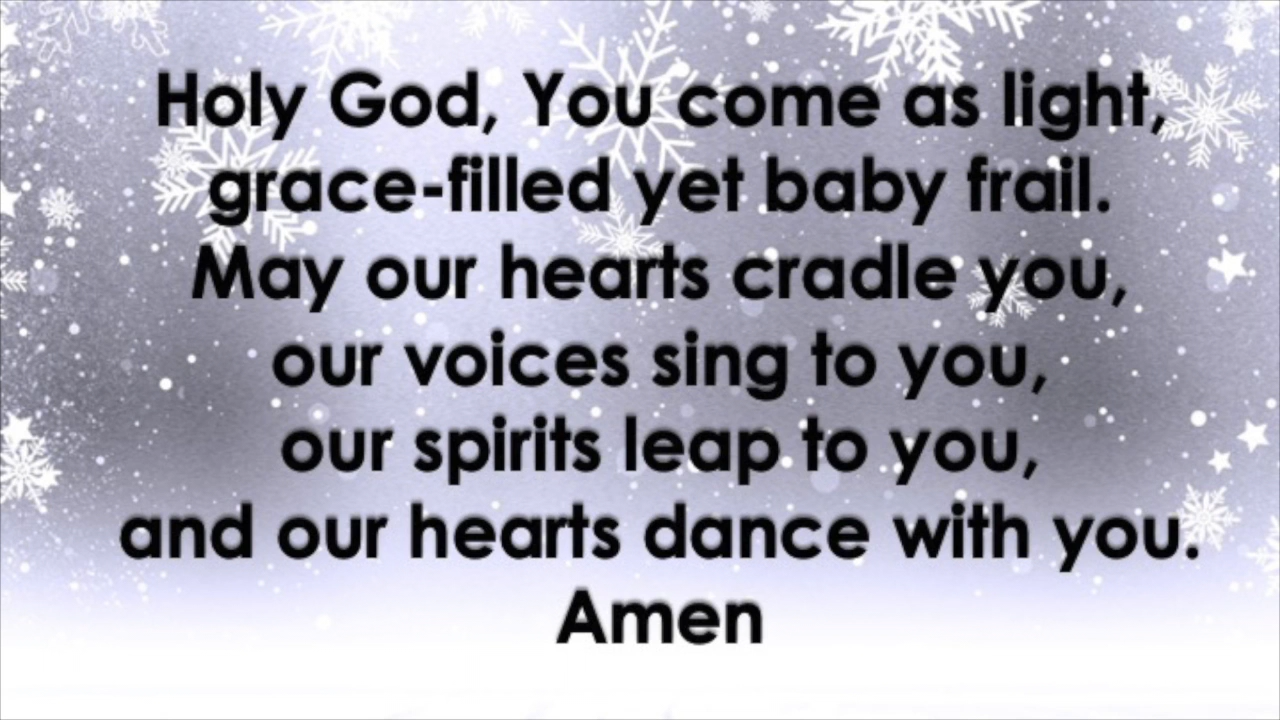 Holy God, You come as light,
grace-filled yet baby frail.
May our hearts cradle you,
our voices sing to you,
our spirits leap to you,
and our hearts dance with you.
Amen